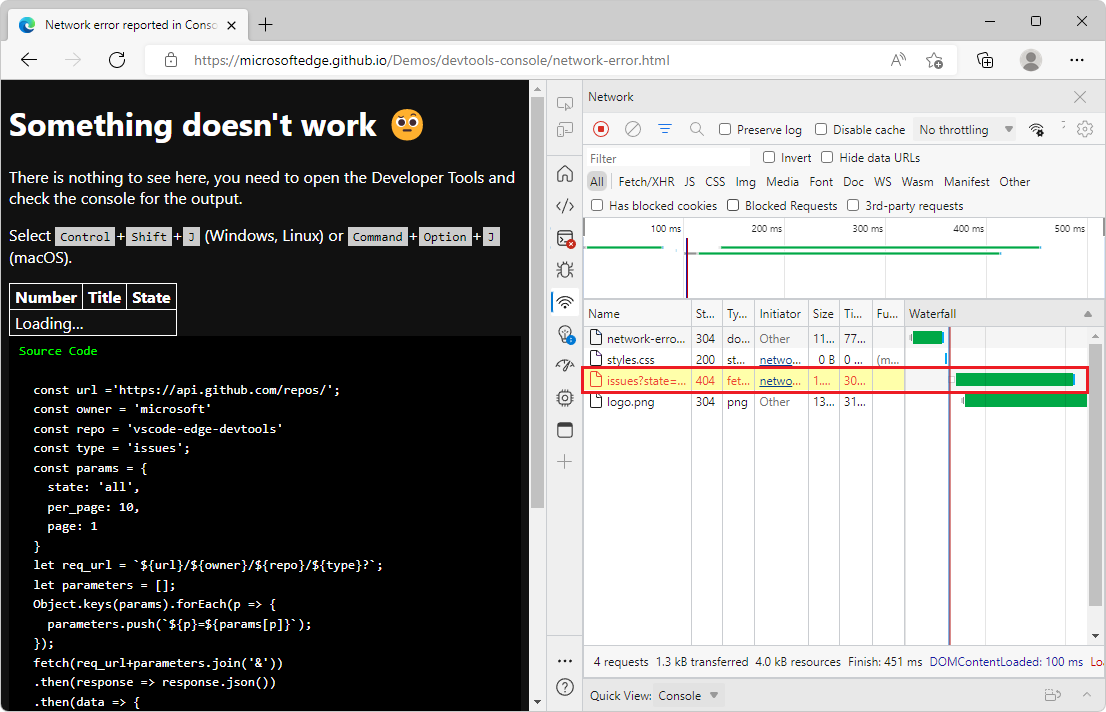 Network error reported in Conso
https://microsoftedge.github.io/Demos/devtools-console/network-error.html
Something doesn't work
There is nothing to see here, you need to open the Developer Tools and
check the console for the output.
Select Control + Shift + J (Windows, Linux) or Command + Option + J
(macOS).
Number Title State
Loading...
Source Code
const url ='https://api.github.com/repos/';
const owner = 'microsoft'
const repo = 'vscode-edge-devtools'
const type = 'issues';
const params = {
state: 'all',
per_page: 10,
page: 1
}
let req_url = `${url}/${owner}/${repo}/${type}?`;
let parameters = [];
Object.keys(params).forEach(p => {
parameters.push(`${p}=${params[p]}`);
});
fetch(req_url+parameters.join('&'))
.then(response => response.json())
.then(data => {
Network
Preserve log Disable cache No throttling
Filter Invert Hide data URLs
All Fetch/XHR JS CSS Img Media Font Doc WS Wasm Manifest Other
Has blocked cookies Blocked Requests 3rd-party requests
100 ms 200 ms 300 ms 400 ms 500 ms
Name St... Ty... Initiator Size Ti... Fu... Waterfall
network-erro... 304 do... Other 11... 77...
styles.css 200 st... netwo... 0 B 0 ... (m...
issues?state=... 404 fet... netwo... 1.... 30...
logo.png 304 png Other 13... 31...
4 requests 1.3 kB transferred 4.0 kB resources Finish: 451 ms DOMContentLoaded: 100 ms Lo
Quick View: Console